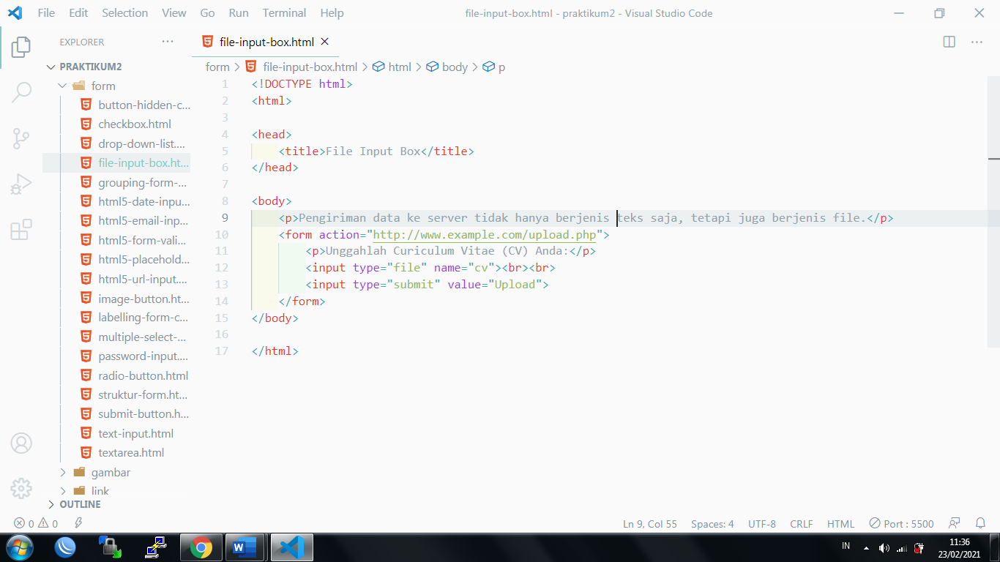 File Edit Selection View Go Run Terminal Help
file-input-box.html - praktikum2 - Visual Studio Code
EXPLORER
PRAKTIKUM2
form
button-hidden-c...
checkbox.html
drop-down-list....
file-input-box.ht...
grouping-form-...
html5-date-inpu...
html5-email-inp...
html5-form-vali...
html5-placehold...
html5-url-input....
image-button.ht...
labelling-form-c...
multiple-select-...
password-input....
radio-button.html
struktur-form.ht...
submit-button.h...
text-input.html
textarea.html
gambar
link
OUTLINE
file-input-box.html
form > file-input-box.html > html > body > p
1 <!DOCTYPE html>
2 <html>
3
4 <head>
5 <title>File Input Box</title>
6 </head>
7
8 <body>
9 <p>Pengiriman data ke server tidak hanya berjenis teks saja, tetapi juga berjenis file.</p>
10 <form action="http://www.example.com/upload.php">
11 <p>Unggahlah Curiculum Vitae (CV) Anda:</p>
12 <input type="file" name="cv"><br><br>
13 <input type="submit" value="Upload">
14 </form>
15 </body>
16
17 </html>
0 0
Ln 9, Col 55 Spaces: 4 UTF-8 CRLF HTML Port : 5500
IN
11:36
23/02/2021